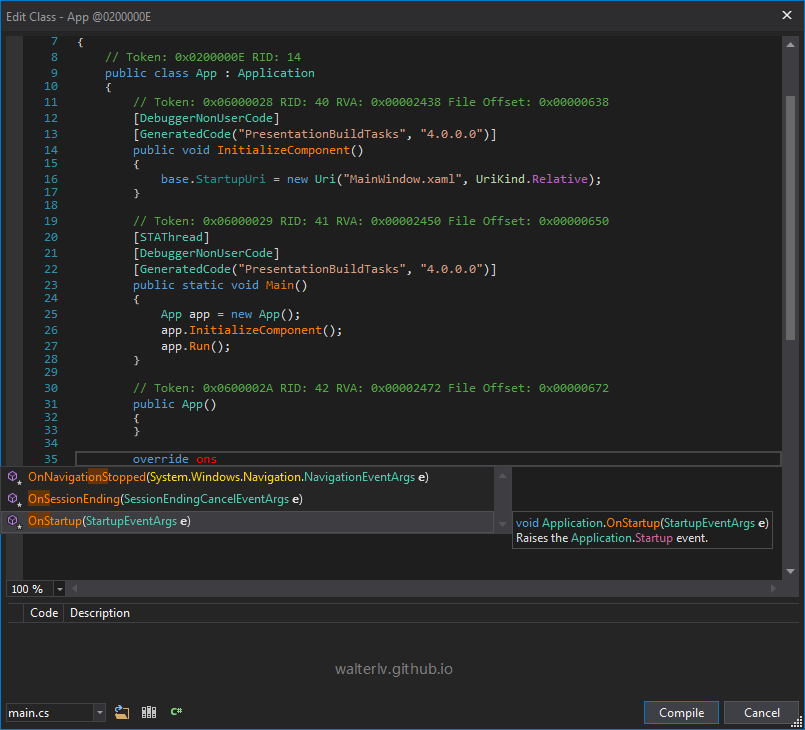 Edit Class - App @0200000E
7 {
8 // Token: 0x0200000E RID: 14
9 public class App : Application
10 {
11 // Token: 0x06000028 RID: 40 RVA: 0x00002438 File Offset: 0x00000638
12 [DebuggerNonUserCode]
13 [GeneratedCode("PresentationBuildTasks", "4.0.0.0")]
14 public void InitializeComponent()
15 {
16 base.StartupUri = new Uri("MainWindow.xaml", UriKind.Relative);
17 }
18
19 // Token: 0x06000029 RID: 41 RVA: 0x00002450 File Offset: 0x00000650
20 [STAThread]
21 [DebuggerNonUserCode]
22 [GeneratedCode("PresentationBuildTasks", "4.0.0.0")]
23 public static void Main()
24 {
25 App app = new App();
26 app.InitializeComponent();
27 app.Run();
28 }
29
30 // Token: 0x0600002A RID: 42 RVA: 0x00002472 File Offset: 0x00000672
31 public App()
32 {
33 }
34
35 override ons
OnNavigationStopped(System.Windows.Navigation.NavigationEventArgs e)
OnSessionEnding(SessionEndingCancelEventArgs e)
OnStartup(StartupEventArgs e)
void Application.OnStartup(StartupEventArgs e)
Raises the Application.Startup event.
100 %
Code Description
walterlv.github.io
main.cs C# Compile Cancel